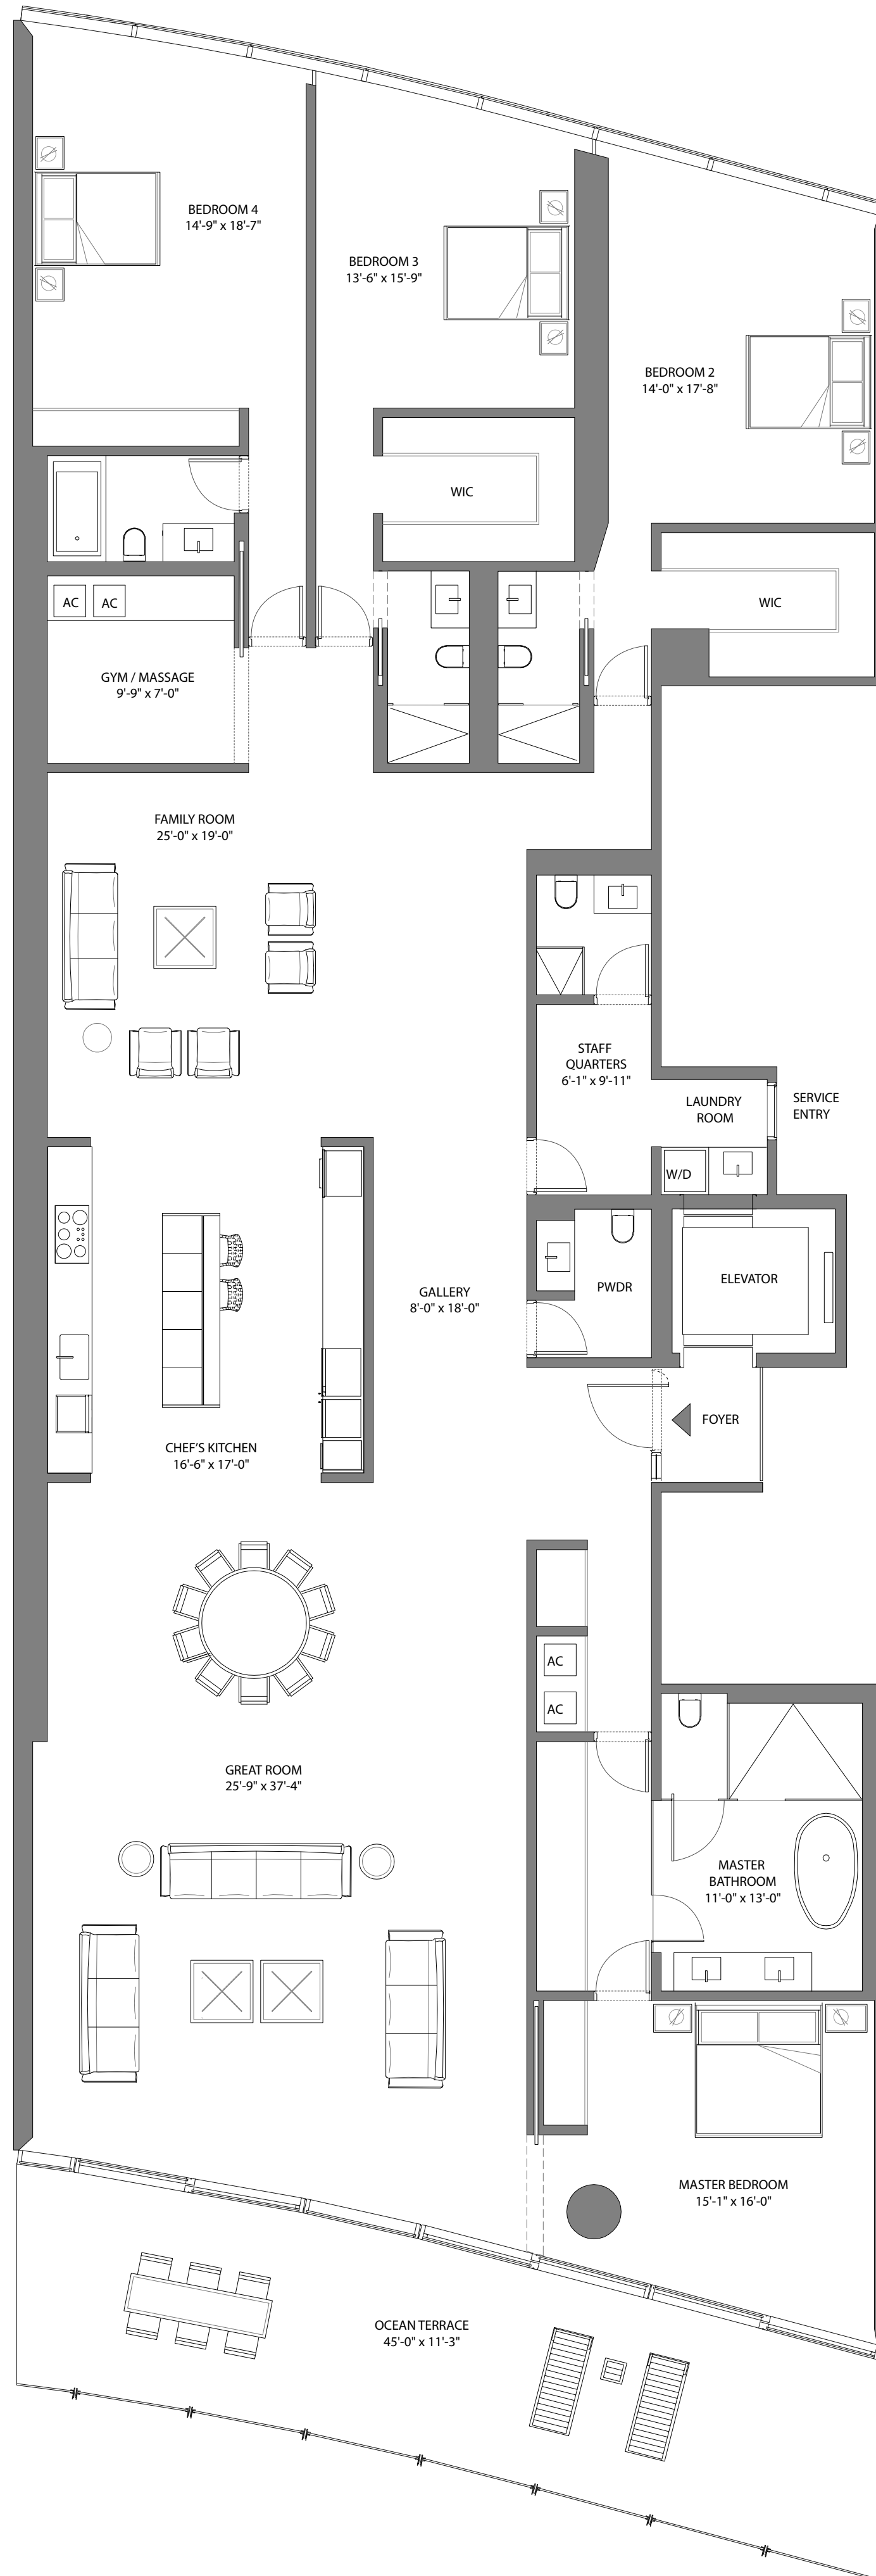 BEDROOM 4
14'-9" x 18'-7"
BEDROOM 3
13'-6" x 15'-9"
BEDROOM 2
14'-0" x 17'-8"
WIC
WIC
AC
AC
GYM / MASSAGE
9'-9" x 7'-0"
FAMILY ROOM
25'-0" x 19'-0"
STAFF
QUARTERS
6'-1" x 9'-11"
LAUNDRY
ROOM
SERVICE
ENTRY
W/D
PWDR
ELEVATOR
GALLERY
8'-0" x 18'-0"
FOYER
CHEF'S KITCHEN
16'-6" x 17'-0"
AC
AC
GREAT ROOM
25'-9" x 37'-4"
MASTER
BATHROOM
11'-0" x 13'-0"
MASTER BEDROOM
15'-1" x 16'-0"
OCEAN TERRACE
45'-0" x 11'-3"